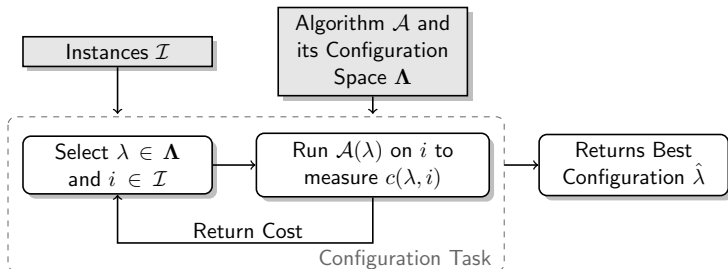 Instances ℐ
Algorithm 𝒜 and
its Configuration
Space Λ
Select λ ∈ Λ
and i ∈ ℐ
Run 𝒜(λ) on i to
measure c(λ, i)
Returns Best
Configuration λ̂
Return Cost
Configuration Task